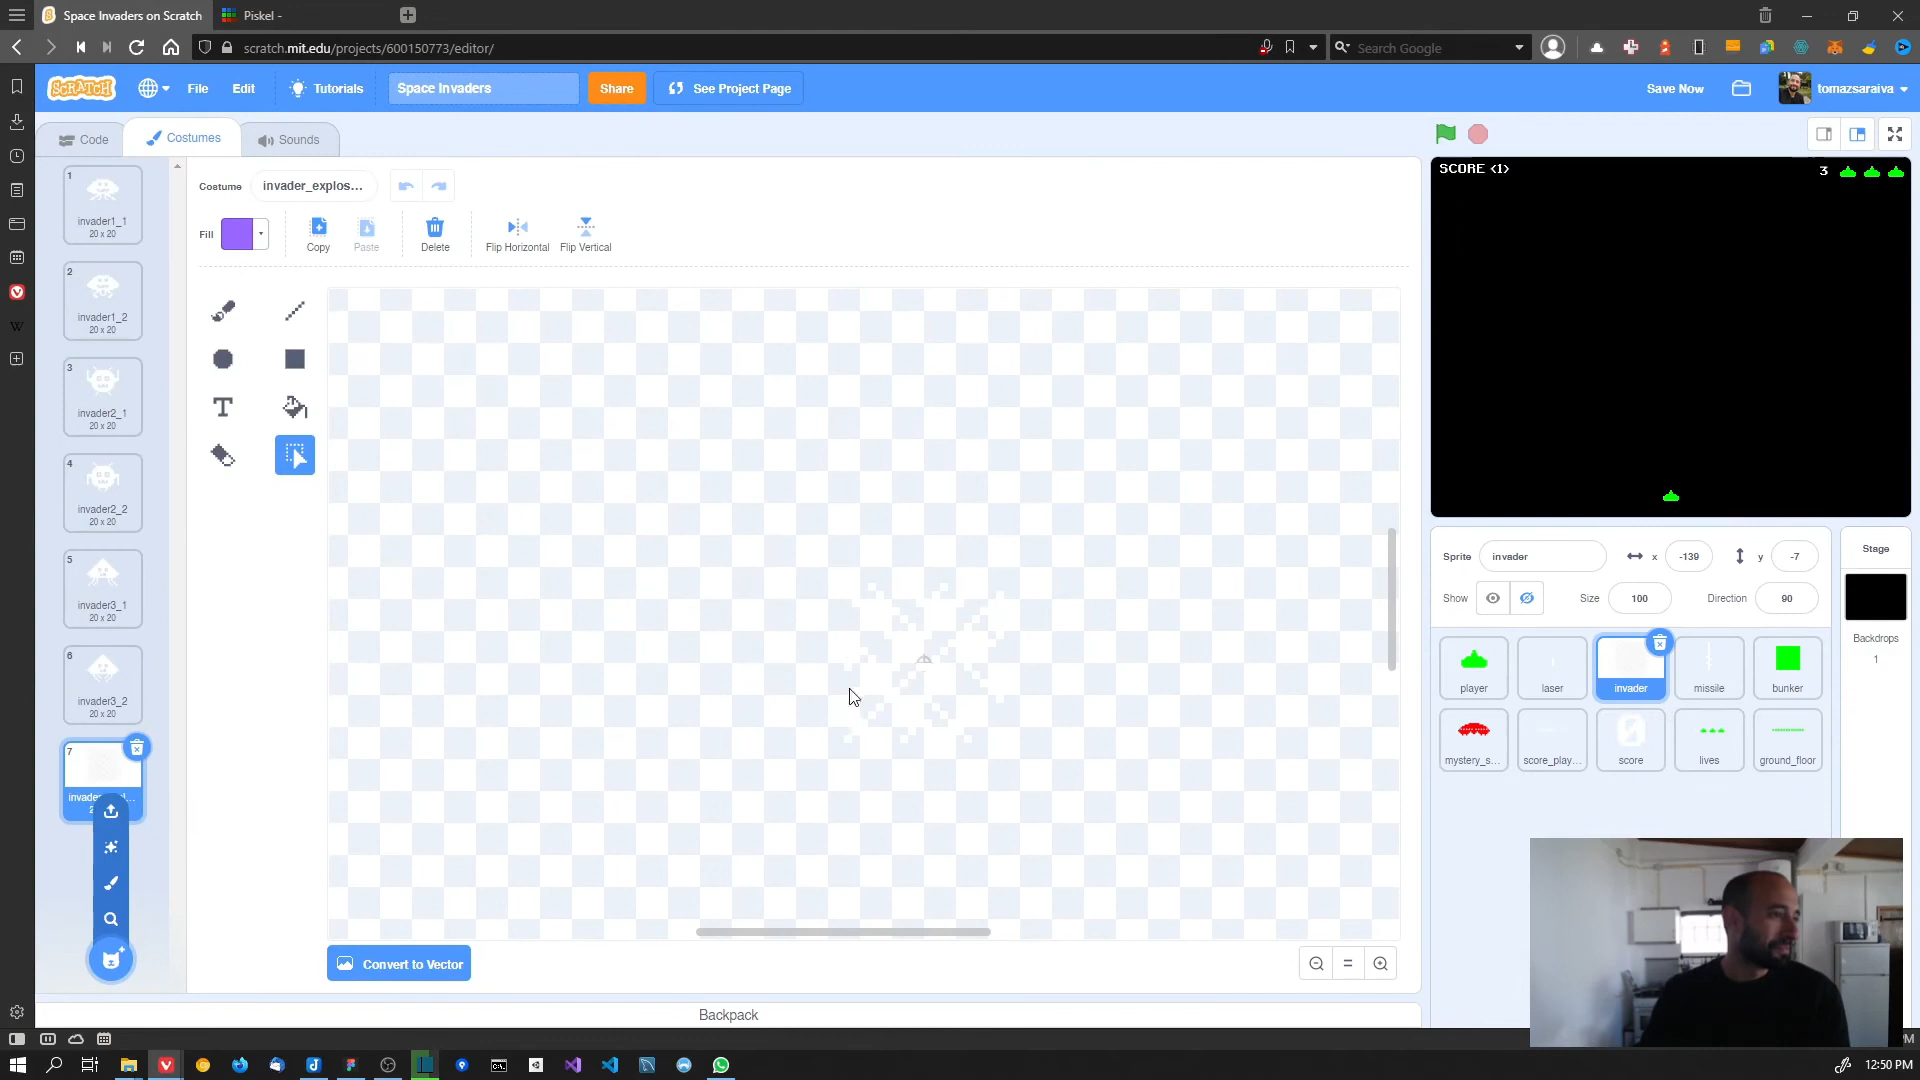 Space Invaders on Scratch
Piskel -
scratch.mit.edu/projects/600150773/editor/
Search Google
SCRATCH
File
Edit
Tutorials
Space Invaders
Share
See Project Page
Save Now
tomazsaraiva
Code
Costumes
Sounds
1
invader1_1
20 x 20
2
invader1_2
20 x 20
3
invader2_1
20 x 20
4
invader2_2
20 x 20
5
invader3_1
20 x 20
6
invader3_2
20 x 20
7
Costume
invader_explos...
Fill
Copy
Paste
Delete
Flip Horizontal
Flip Vertical
T
Convert to Vector
Backpack
SCORE <1>
3
Sprite
invader
x
-139
y
-7
Show
Size
100
Direction
90
Stage
Backdrops
1
player
laser
invader
missile
bunker
mystery_s...
score_play...
score
lives
ground_floor
12:50 PM